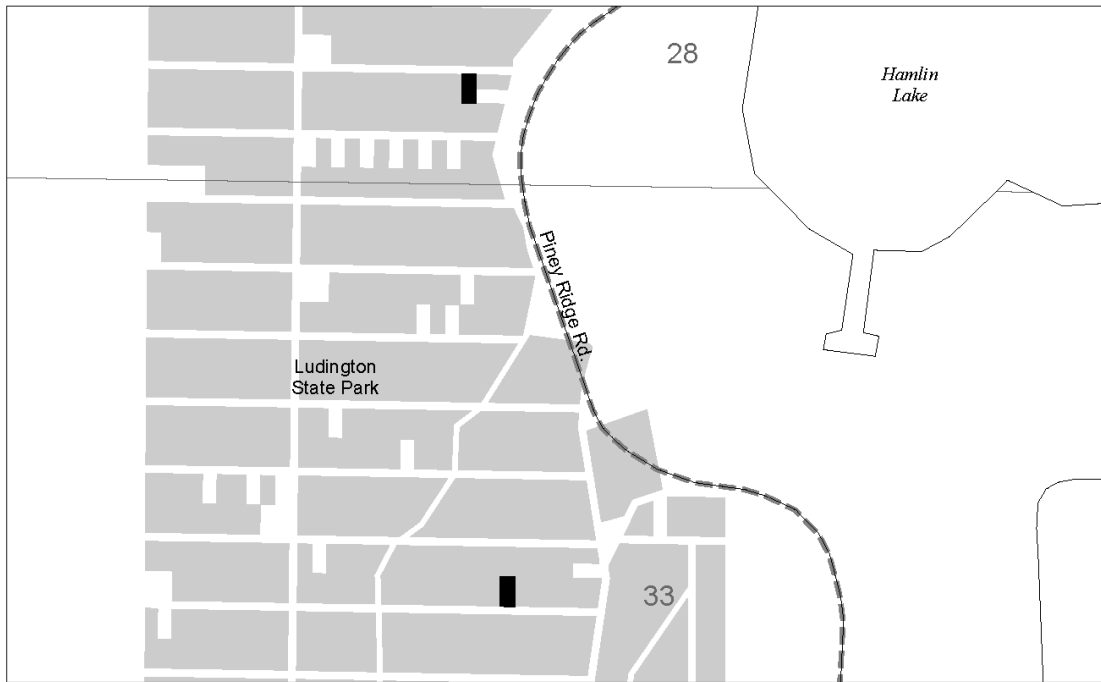 28
Hamlin
Lake
Piney Ridge Rd.
Ludington
State Park
33